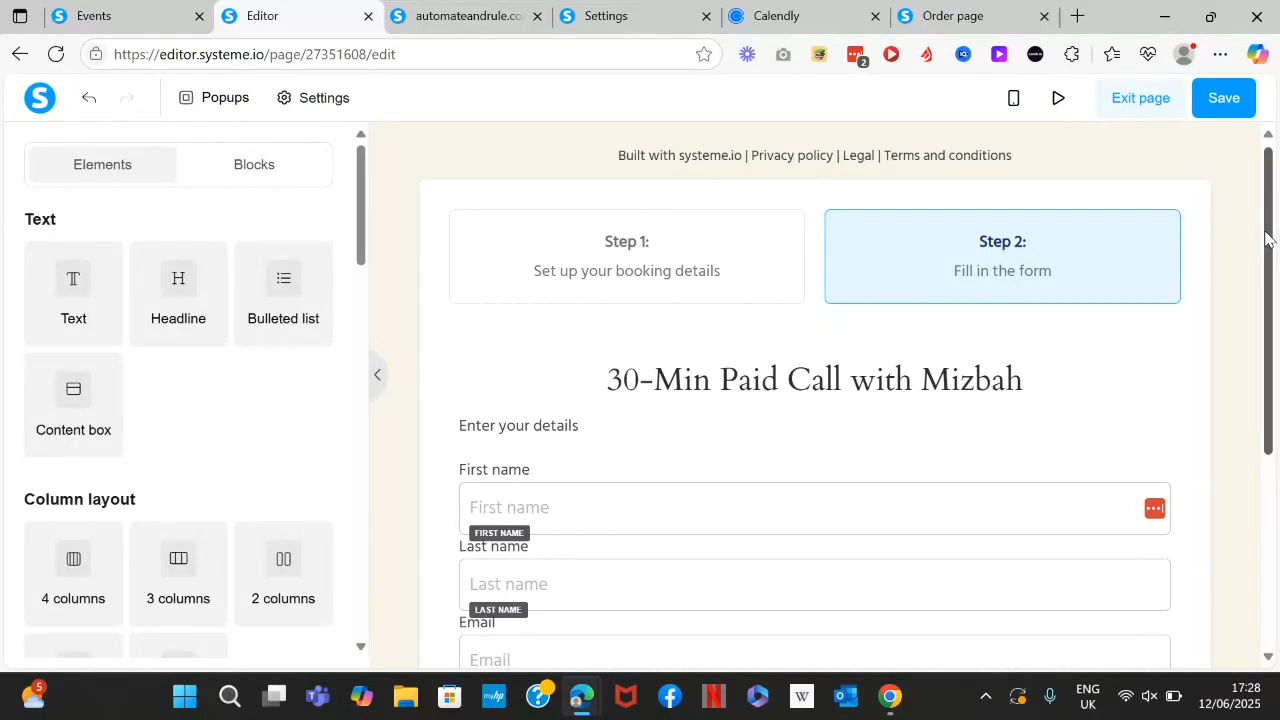 Events
Editor
automateandrule.co
Settings
Calendly
Order page
https://editor.systeme.io/page/27351608/edit
2
S
Popups
Settings
Exit page
Save
Elements
Blocks
Text
Text
Headline
Bulleted list
Content box
Column layout
4 columns
3 columns
2 columns
Built with systeme.io | Privacy policy | Legal | Terms and conditions
Step 1:
Set up your booking details
Step 2:
Fill in the form
30-Min Paid Call with Mizbah
Enter your details
First name
First name
FIRST NAME
Last name
Last name
LAST NAME
Email
Email
5
myhp
N
W
ENG
UK
17:28
12/06/2025